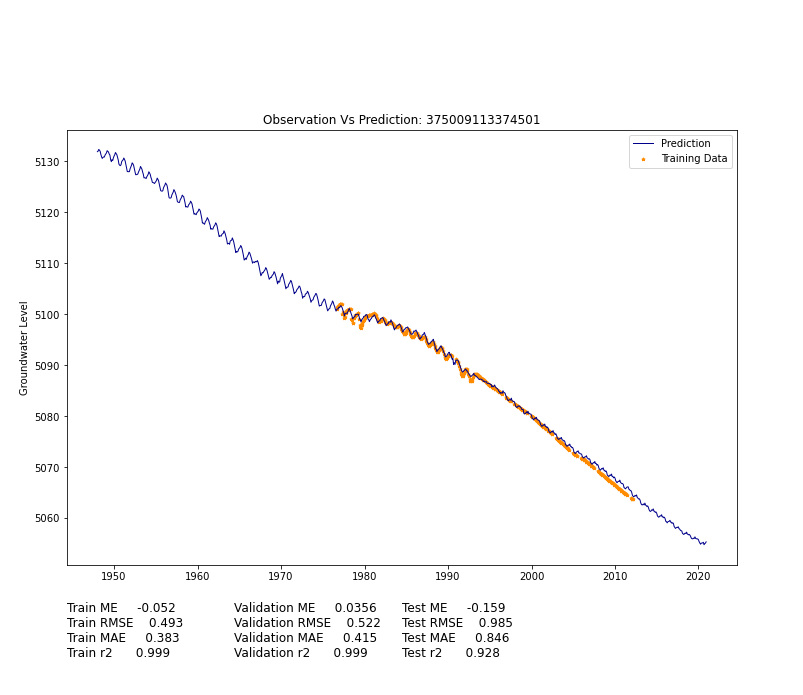 Observation Vs Prediction: 375009113374501
Prediction
Training Data
5130
5120
5110
5100
5090
5080
5070
5060
Groundwater Level
1950 1960 1970 1980 1990 2000 2010 2020
Train ME -0.052 Validation ME 0.0356 Test ME -0.159
Train RMSE 0.493 Validation RMSE 0.522 Test RMSE 0.985
Train MAE 0.383 Validation MAE 0.415 Test MAE 0.846
Train r2 0.999 Validation r2 0.999 Test r2 0.928